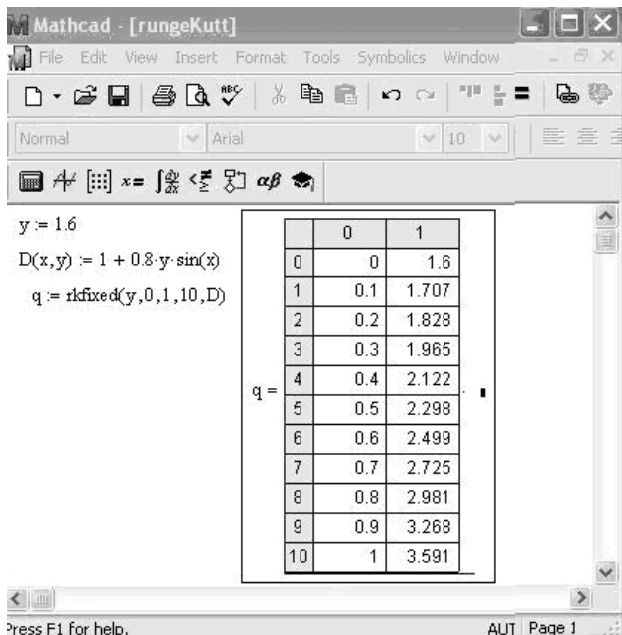 Mathcad - [rungeKutt]
File Edit View Insert Format Tools Symbolics Window
Normal Arial 10
y := 1.6
D(x,y) := 1 + 0.8·y·sin(x)
q := rkfixed(y,0,1,10,D)
q =
0 1
0 0 1.6
1 0.1 1.707
2 0.2 1.828
3 0.3 1.965
4 0.4 2.122
5 0.5 2.298
6 0.6 2.499
7 0.7 2.725
8 0.8 2.981
9 0.9 3.268
10 1 3.591
Press F1 for help. AUT Page 1